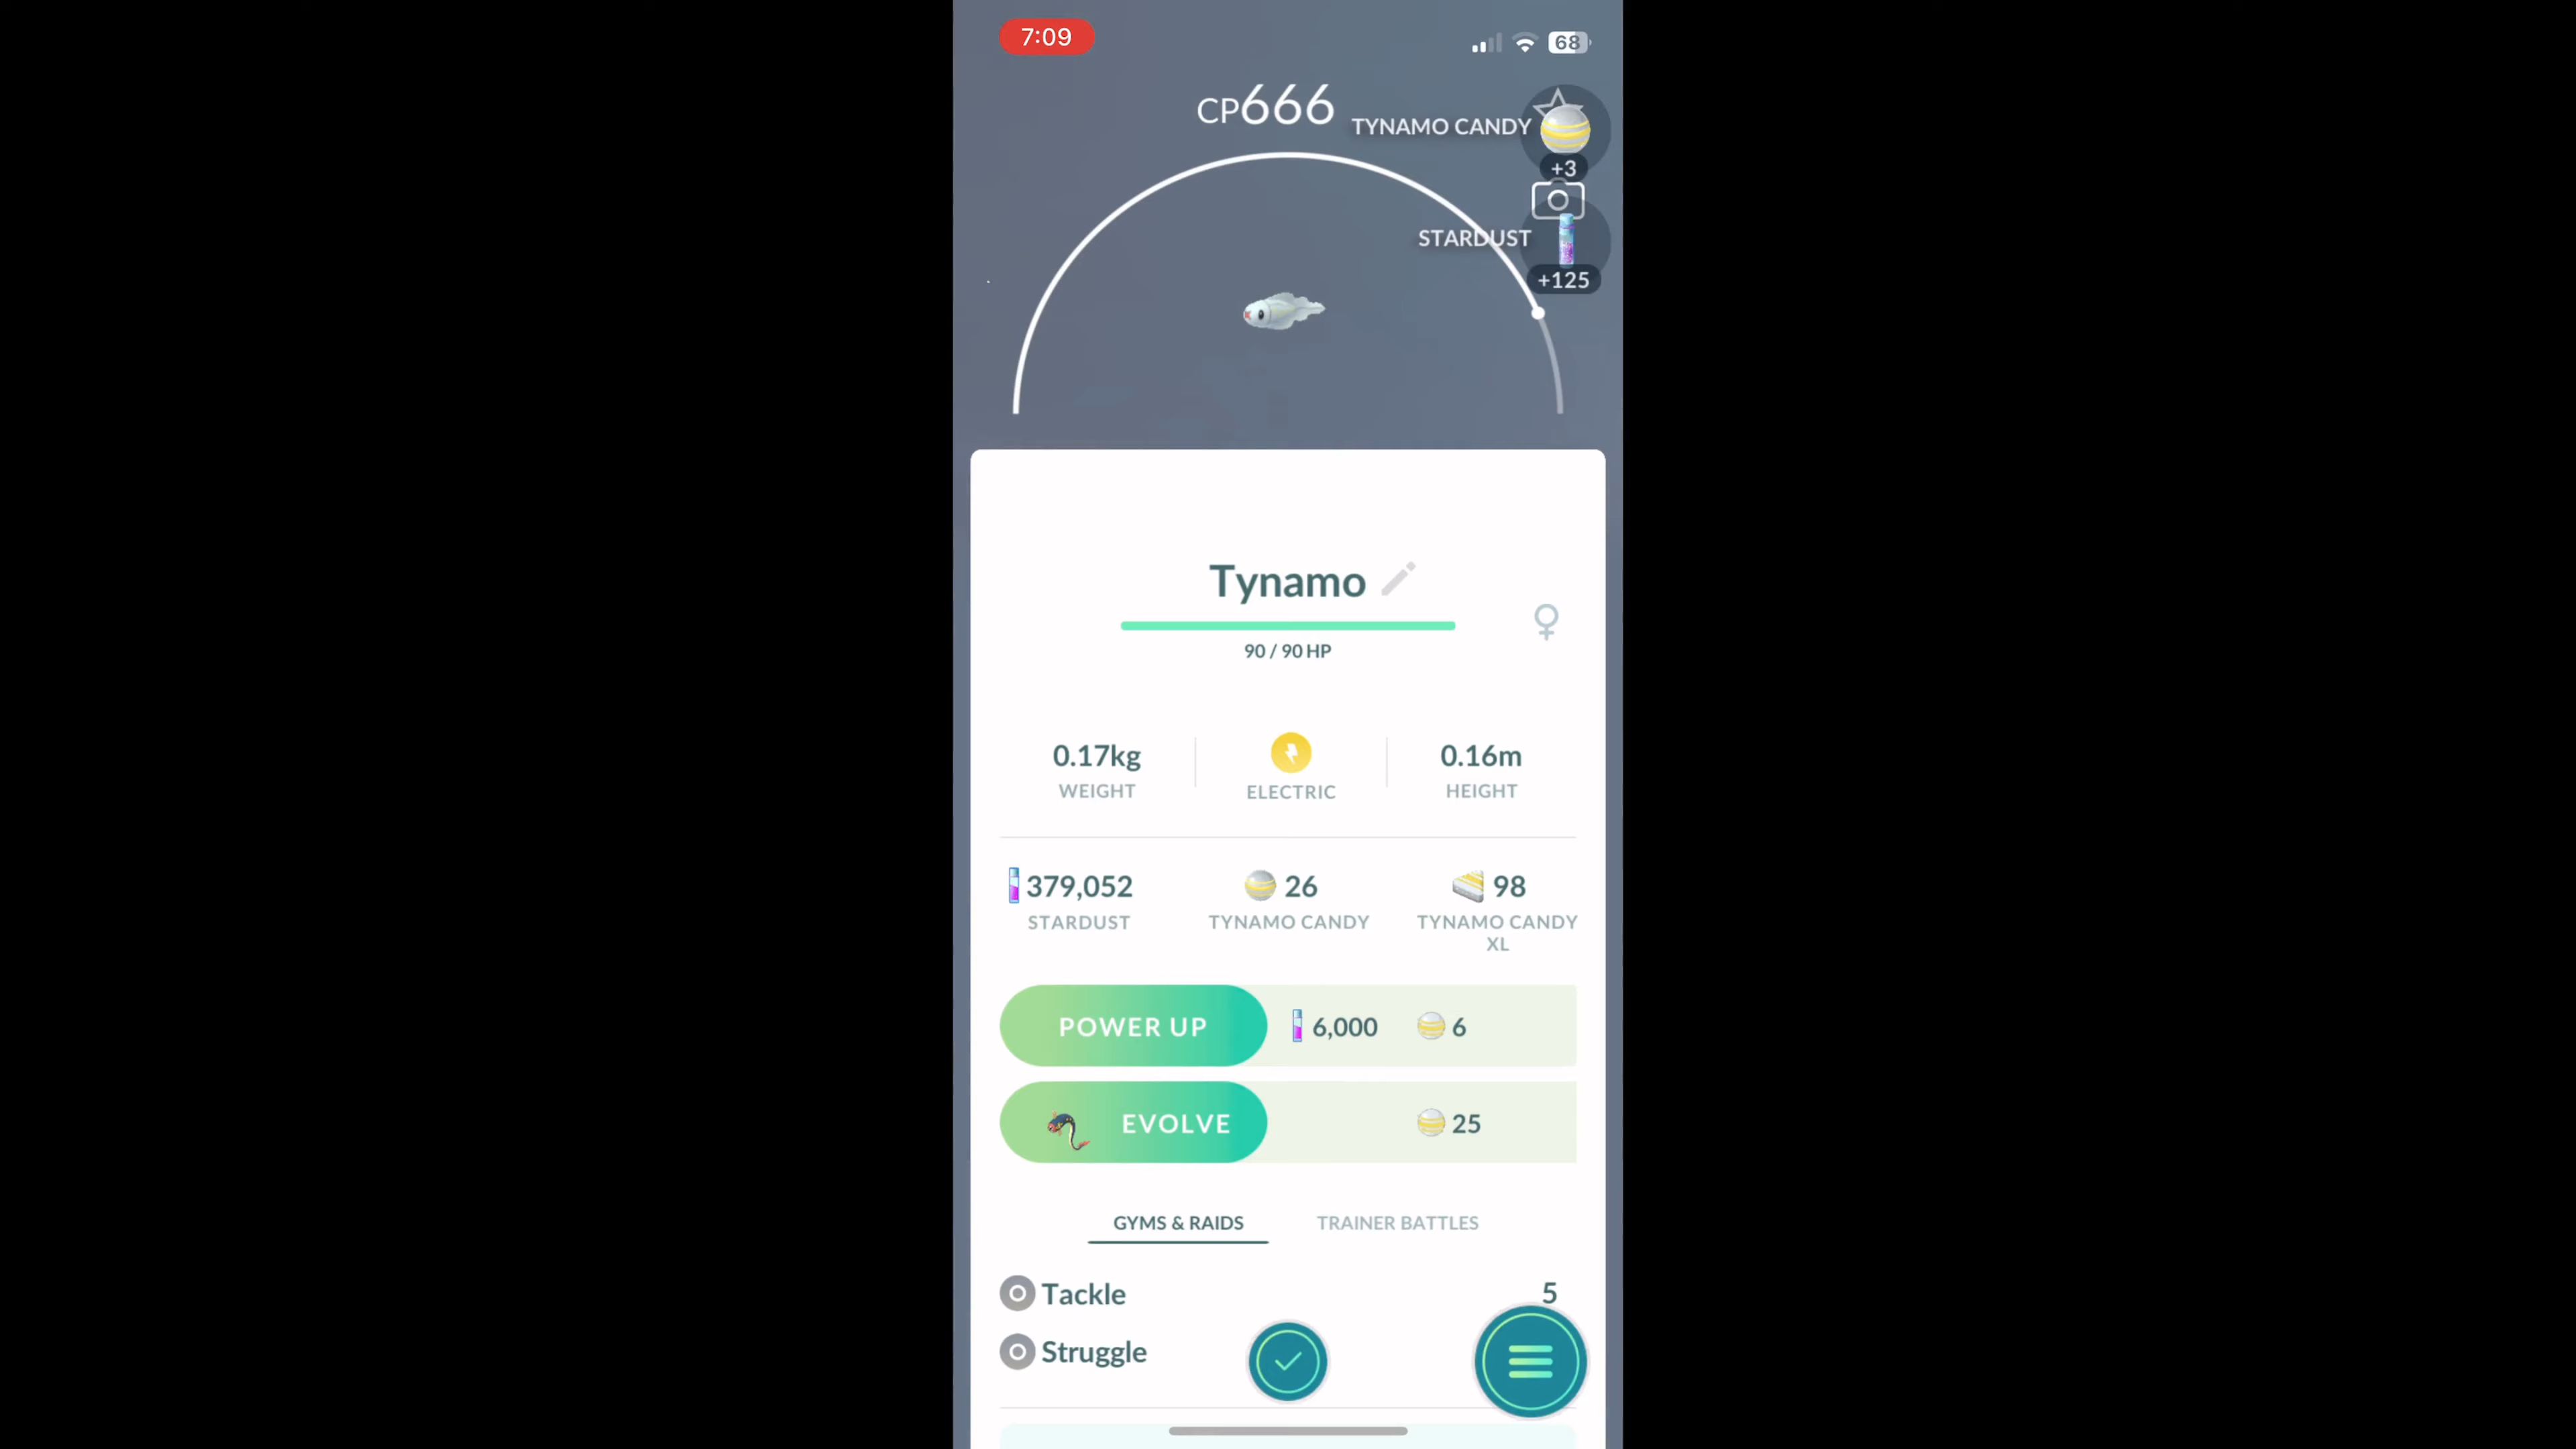 7:09
68
CP666
TYNAMO CANDY
+3
STARDUST
+125
Tynamo
90 / 90 HP
0.17kg
WEIGHT
ELECTRIC
0.16m
HEIGHT
379,052
STARDUST
26
TYNAMO CANDY
98
TYNAMO CANDY
XL
POWER UP
6,000
6
EVOLVE
25
GYMS & RAIDS
TRAINER BATTLES
Tackle
5
Struggle